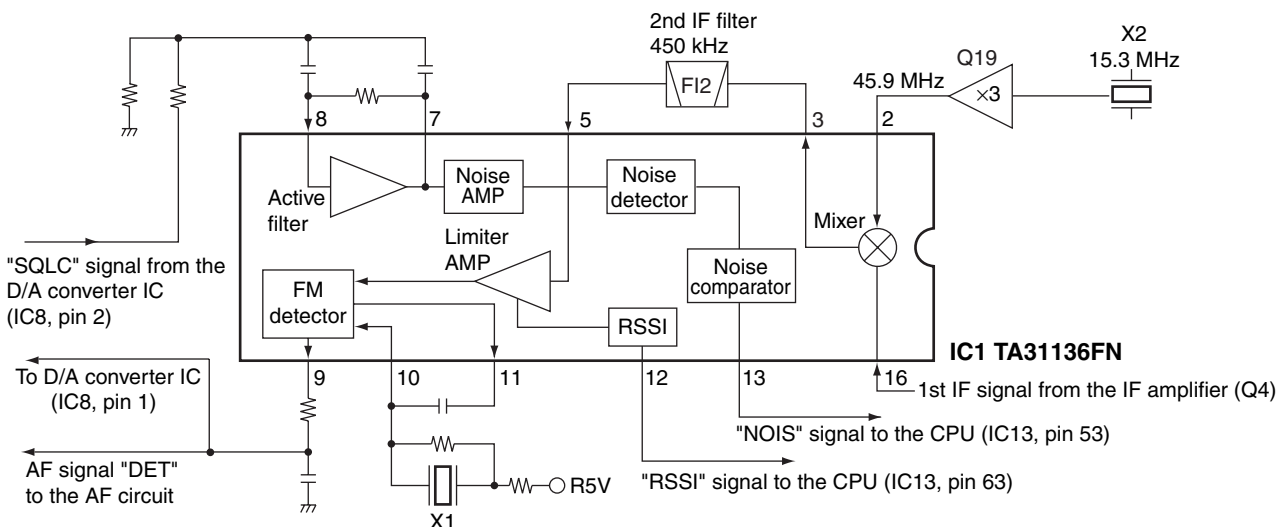 2nd IF filter
450 kHz
FI2
X2
15.3 MHz
Q19
45.9 MHz
×3
8
7
5
3
2
Active
filter
Noise
AMP
Noise
detector
Mixer
Limiter
AMP
"SQLC" signal from the
D/A converter IC
(IC8, pin 2)
FM
detector
Noise
comparator
RSSI
IC1 TA31136FN
9
10
11
12
13
16
To D/A converter IC
(IC8, pin 1)
1st IF signal from the IF amplifier (Q4)
"NOIS" signal to the CPU (IC13, pin 53)
AF signal "DET"
to the AF circuit
"RSSI" signal to the CPU (IC13, pin 63)
R5V
X1